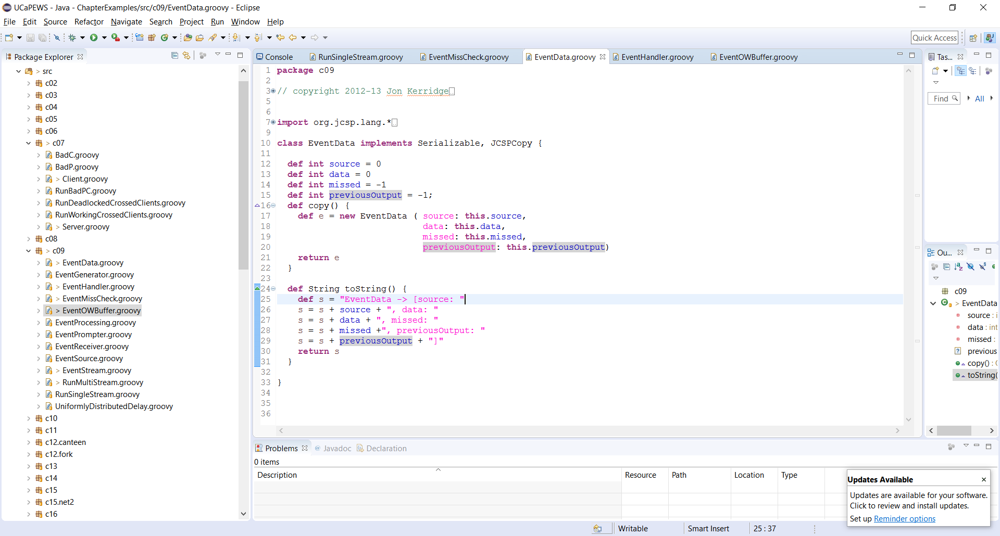 UCaPEWS - Java - ChapterExamples/src/c09/EventData.groovy - Eclipse
File Edit Source Refactor Navigate Search Project Run Window Help
Quick Access
Package Explorer
> src
c02
c03
c04
c05
c06
> c07
BadC.groovy
BadP.groovy
> Client.groovy
RunBadPC.groovy
RunDeadlockedCrossedClients.groovy
RunWorkingCrossedClients.groovy
> Server.groovy
c08
> c09
> EventData.groovy
EventGenerator.groovy
> EventHandler.groovy
> EventMissCheck.groovy
> EventOWBuffer.groovy
EventProcessing.groovy
EventPrompter.groovy
EventReceiver.groovy
EventSource.groovy
> EventStream.groovy
> RunMultiStream.groovy
RunSingleStream.groovy
UniformlyDistributedDelay.groovy
c10
c11
c12.canteen
c12.fork
c13
c14
c15
c15.net2
c16
Console RunSingleStream.groovy EventMissCheck.groovy EventData.groovy EventHandler.groovy EventOWBuffer.groovy
1 package c09
2
3 // copyright 2012-13 Jon Kerridge
5
6
7 import org.jcsp.lang.*
9
10 class EventData implements Serializable, JCSPCopy {
11
12 def int source = 0
13 def int data = 0
14 def int missed = -1
15 def int previousOutput = -1;
16 def copy() {
17 def e = new EventData ( source: this.source,
18 data: this.data,
19 missed: this.missed,
20 previousOutput: this.previousOutput)
21 return e
22 }
23
24 def String toString() {
25 def s = "EventData -> [source: "
26 s = s + source + ", data: "
27 s = s + data + ", missed: "
28 s = s + missed +", previousOutput: "
29 s = s + previousOutput + "]"
30 return s
31 }
32
33 }
34
35
36
Tas...
Find All
Ou...
c09
> EventData
source : i
data : int
missed :
previous
copy() :
toString(
Problems Javadoc Declaration
0 items
Description Resource Path Location Type
Updates Available
Updates are available for your software.
Click to review and install updates.
Set up Reminder options
Writable Smart Insert 25 : 37